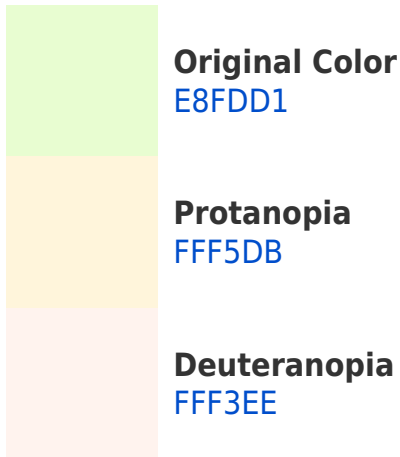 Original Color
E8FDD1
Protanopia
FFF5DB
Deuteranopia
FFF3EE